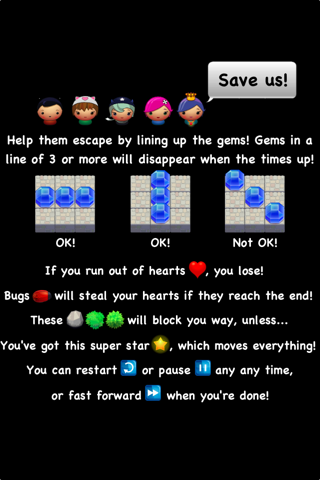 Save us!
Help them escape by lining up the gems! Gems in a
line of 3 or more will disappear when the times up!
OK! OK! Not OK!
If you run out of hearts , you lose!
Bugs will steal your hearts if they reach the end!
These will block you way, unless...
You've got this super star , which moves everything!
You can restart or pause any any time,
or fast forward when you're done!